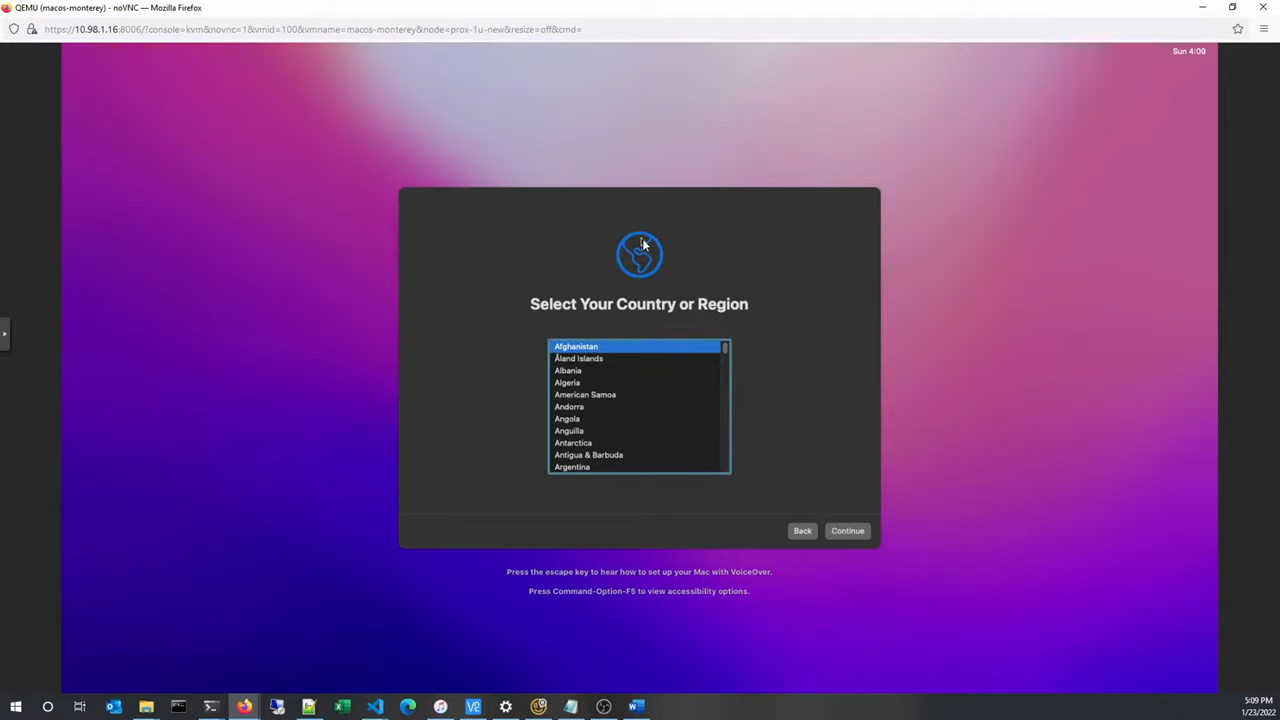 QEMU (macos-monterey) - noVNC — Mozilla Firefox
https://10.98.1.16:8006/?console=kvm&novnc=1&vmid=100&vmname=macos-monterey&node=prox-1u-new&resize=off&cmd=
Sun 4:09
Select Your Country or Region
Afghanistan
Åland Islands
Albania
Algeria
American Samoa
Andorra
Angola
Anguilla
Antarctica
Antigua & Barbuda
Argentina
Back
Continue
Press the escape key to hear how to set up your Mac with VoiceOver.
Press Command-Option-F5 to view accessibility options.
5:09 PM
1/23/2022